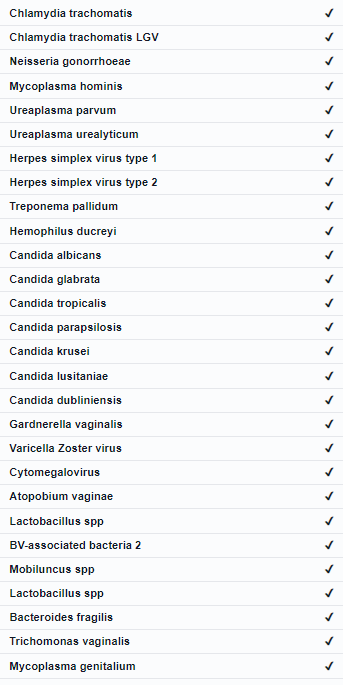 Chlamydia trachomatis ✓
Chlamydia trachomatis LGV ✓
Neisseria gonorrhoeae ✓
Mycoplasma hominis ✓
Ureaplasma parvum ✓
Ureaplasma urealyticum ✓
Herpes simplex virus type 1 ✓
Herpes simplex virus type 2 ✓
Treponema pallidum ✓
Hemophilus ducreyi ✓
Candida albicans ✓
Candida glabrata ✓
Candida tropicalis ✓
Candida parapsilosis ✓
Candida krusei ✓
Candida lusitaniae ✓
Candida dubliniensis ✓
Gardnerella vaginalis ✓
Varicella Zoster virus ✓
Cytomegalovirus ✓
Atopobium vaginae ✓
Lactobacillus spp ✓
BV-associated bacteria 2 ✓
Mobiluncus spp ✓
Lactobacillus spp ✓
Bacteroides fragilis ✓
Trichomonas vaginalis ✓
Mycoplasma genitalium ✓